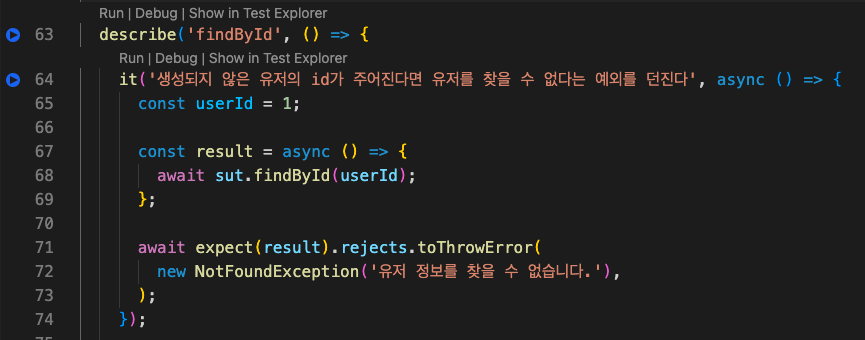 Run | Debug | Show in Test Explorer
63 describe('findById', () => {
Run | Debug | Show in Test Explorer
64 it('생성되지 않은 유저의 id가 주어진다면 유저를 찾을 수 없다는 예외를 던진다', async () => {
65 const userId = 1;
66
67 const result = async () => {
68 await sut.findById(userId);
69 };
70
71 await expect(result).rejects.toThrowError(
72 new NotFoundException('유저 정보를 찾을 수 없습니다.'),
73 );
74 });